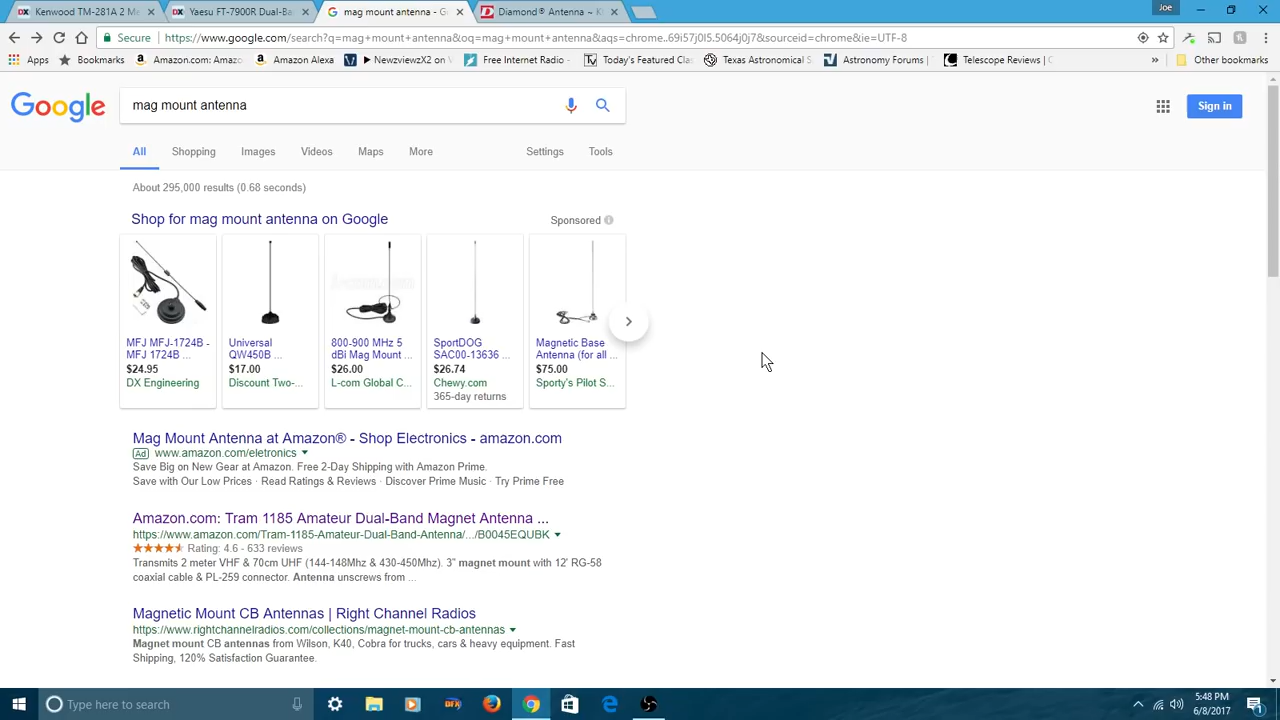 Kenwood TM-281A 2 Me
Yaesu FT-7900R Dual-Ba
mag mount antenna - G
Diamond® Antenna ~ K
Joe
Secure
https://www.google.com/search?q=mag+mount+antenna&oq=mag+mount+antenna&aqs=chrome..69i57j0l5.5064j0j7&sourceid=chrome&ie=UTF-8
Apps
Bookmarks
Amazon.com: Amazo
Amazon Alexa
NewzviewzX2 on V
Free Internet Radio -
Today's Featured Clas
Texas Astronomical S
Astronomy Forums |
Telescope Reviews | C
»
Other bookmarks
Google
mag mount antenna
Sign in
All Shopping Images Videos Maps More Settings Tools
About 295,000 results (0.68 seconds)
Shop for mag mount antenna on Google
Sponsored
MFJ MFJ-1724B -
MFJ 1724B ...
$24.95
DX Engineering
Universal
QW450B ...
$17.00
Discount Two-...
800-900 MHz 5
dBi Mag Mount ...
$26.00
L-com Global C...
SportDOG
SAC00-13636 ...
$26.74
Chewy.com
365-day returns
Magnetic Base
Antenna (for all ...
$75.00
Sporty's Pilot S...
Mag Mount Antenna at Amazon® - Shop Electronics - amazon.com
Ad www.amazon.com/eletronics
Save Big on New Gear at Amazon. Free 2-Day Shipping with Amazon Prime.
Save with Our Low Prices · Read Ratings & Reviews · Discover Prime Music · Try Prime Free
Amazon.com: Tram 1185 Amateur Dual-Band Magnet Antenna ...
https://www.amazon.com/Tram-1185-Amateur-Dual-Band-Antenna/.../B0045EQUBK
Rating: 4.6 - 633 reviews
Transmits 2 meter VHF & 70cm UHF (144-148Mhz & 430-450Mhz). 3" magnet mount with 12' RG-58
coaxial cable & PL-259 connector. Antenna unscrews from ...
Magnetic Mount CB Antennas | Right Channel Radios
https://www.rightchannelradios.com/collections/magnet-mount-cb-antennas
Magnet mount CB antennas from Wilson, K40, Cobra for trucks, cars & heavy equipment. Fast
Shipping, 120% Satisfaction Guarantee.
Type here to search
5:48 PM
6/8/2017